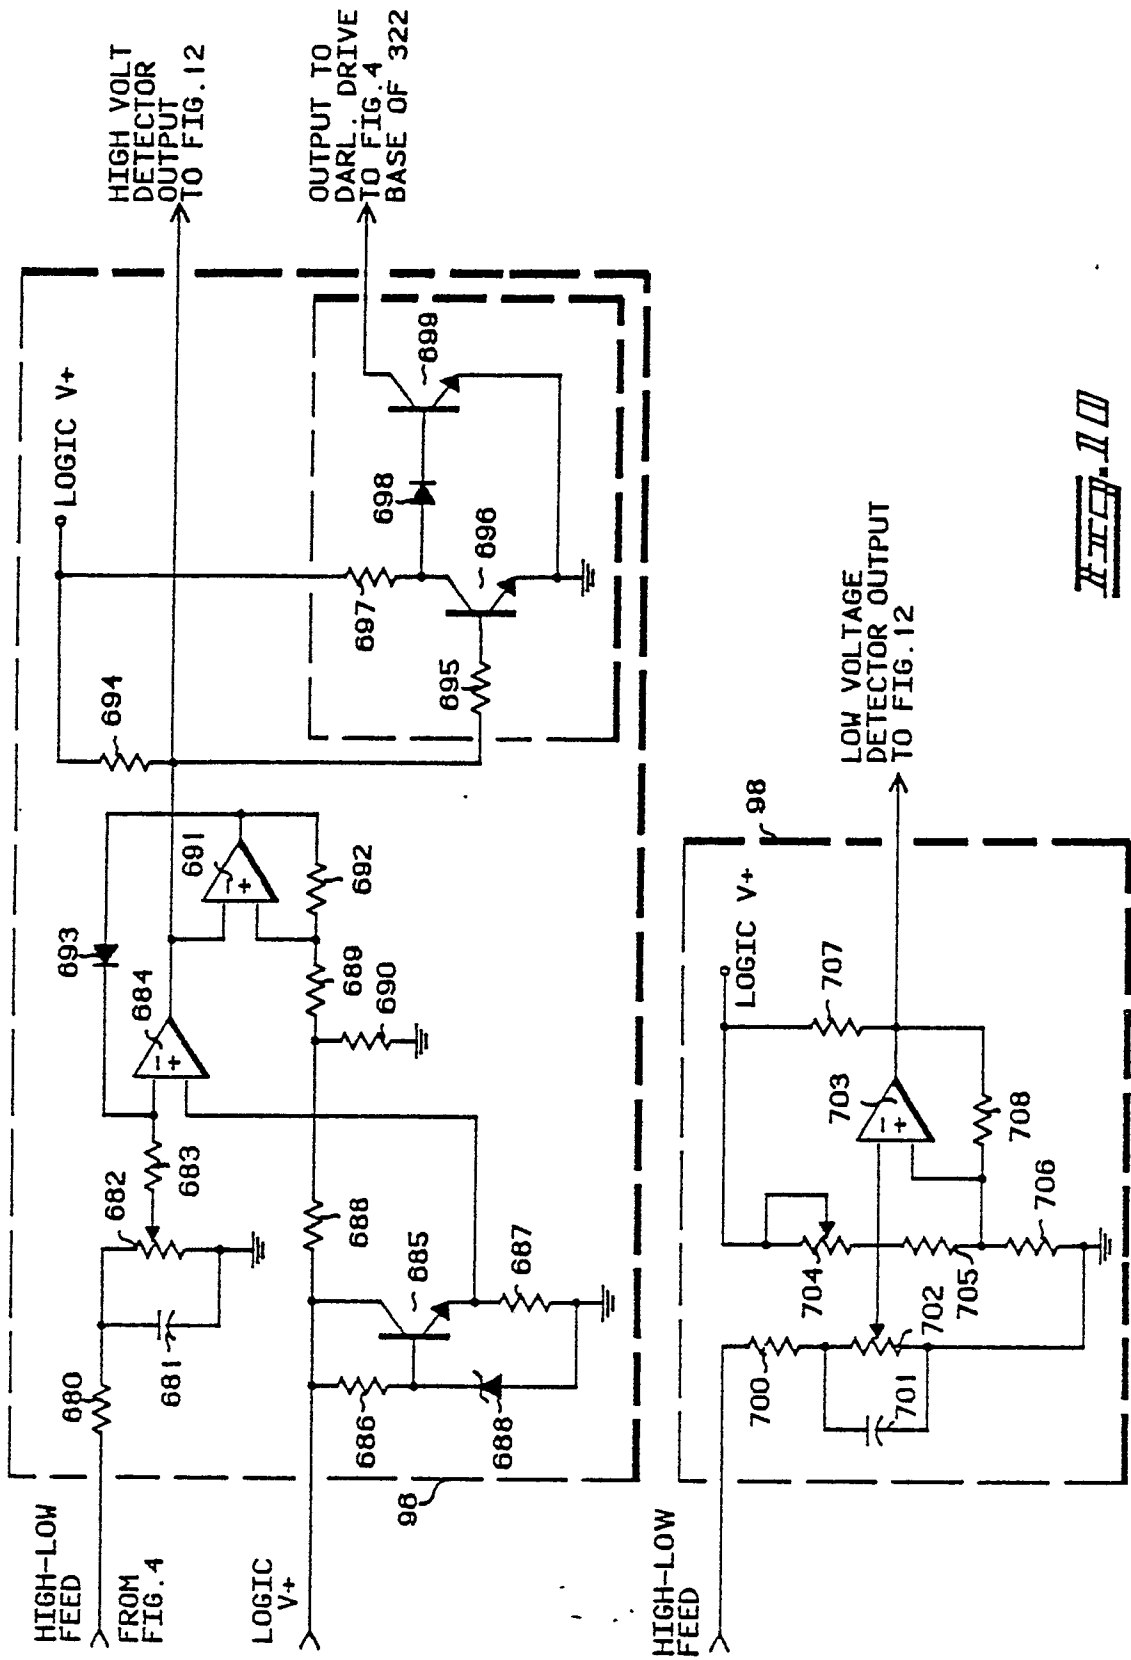 HIGH-LOW
FEED
FROM
FIG.4
LOGIC
V+
98
680
681
682
683
684
693
685
686
687
688
688
689
690
691
692
694
LOGIC V+
695
696
697
698
699
- +
- +
HIGH VOLT
DETECTOR
OUTPUT
TO FIG.12
OUTPUT TO
DARL. DRIVE
TO FIG.4
BASE OF 322
HIGH-LOW
FEED
98
700
701
702
703
704
705
706
707
708
- +
LOGIC V+
LOW VOLTAGE
DETECTOR OUTPUT
TO FIG.12
FIG.10